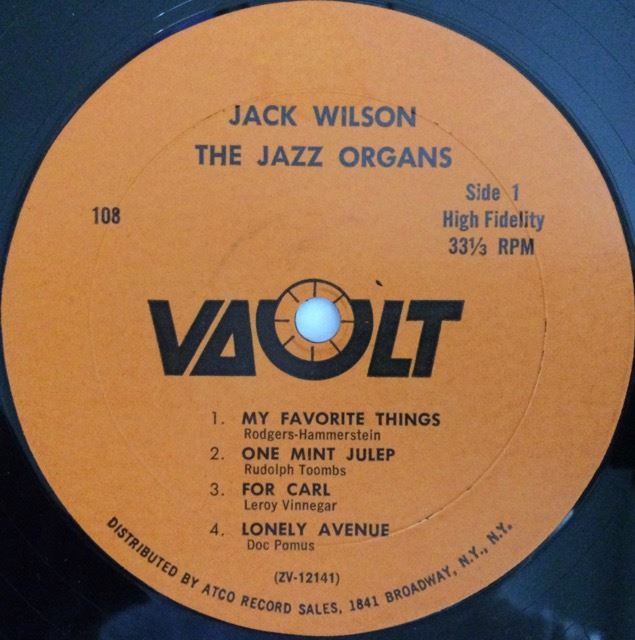 JACK WILSON
THE JAZZ ORGANS
108
Side 1
High Fidelity
33⅓ RPM
VAULT
1. MY FAVORITE THINGS
Rodgers-Hammerstein
2. ONE MINT JULEP
Rudolph Toombs
3. FOR CARL
Leroy Vinnegar
4. LONELY AVENUE
Doc Pomus
(ZV-12141)
DISTRIBUTED BY ATCO RECORD SALES, 1841 BROADWAY, N.Y., N.Y.